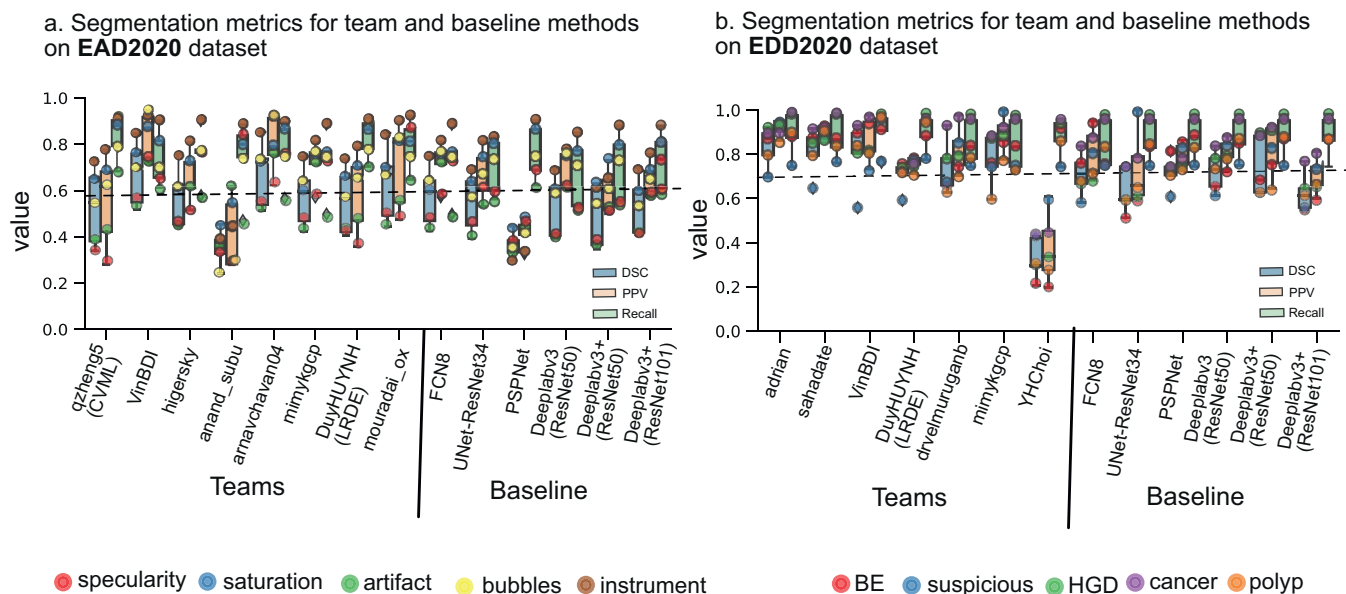 a. Segmentation metrics for team and baseline methods
on EAD2020 dataset
1.0
0.8
0.6
0.4
0.2
0.0
value
DSC
PPV
Recall
qzheng5
(CVML)
VinBDI
higersky
anand_subu
arnavchavan04
mimykgcp
DuyHUYNH
(LRDE)
mouradai_ox
FCN8
UNet-ResNet34
PSPNet
Deeplabv3
(ResNet50)
Deeplabv3+
(ResNet50)
Deeplabv3+
(ResNet101)
Teams
Baseline
specularity
saturation
artifact
bubbles
instrument
b. Segmentation metrics for team and baseline methods
on EDD2020 dataset
1.0
0.8
0.6
0.4
0.2
0.0
value
DSC
PPV
Recall
adrian
sahadate
VinBDI
DuyHUYNH
(LRDE)
drvelmuruganb
mimykgcp
YHChoi
FCN8
UNet-ResNet34
PSPNet
Deeplabv3
(ResNet50)
Deeplabv3+
(ResNet50)
Deeplabv3+
(ResNet101)
Teams
Baseline
BE
suspicious
HGD
cancer
polyp